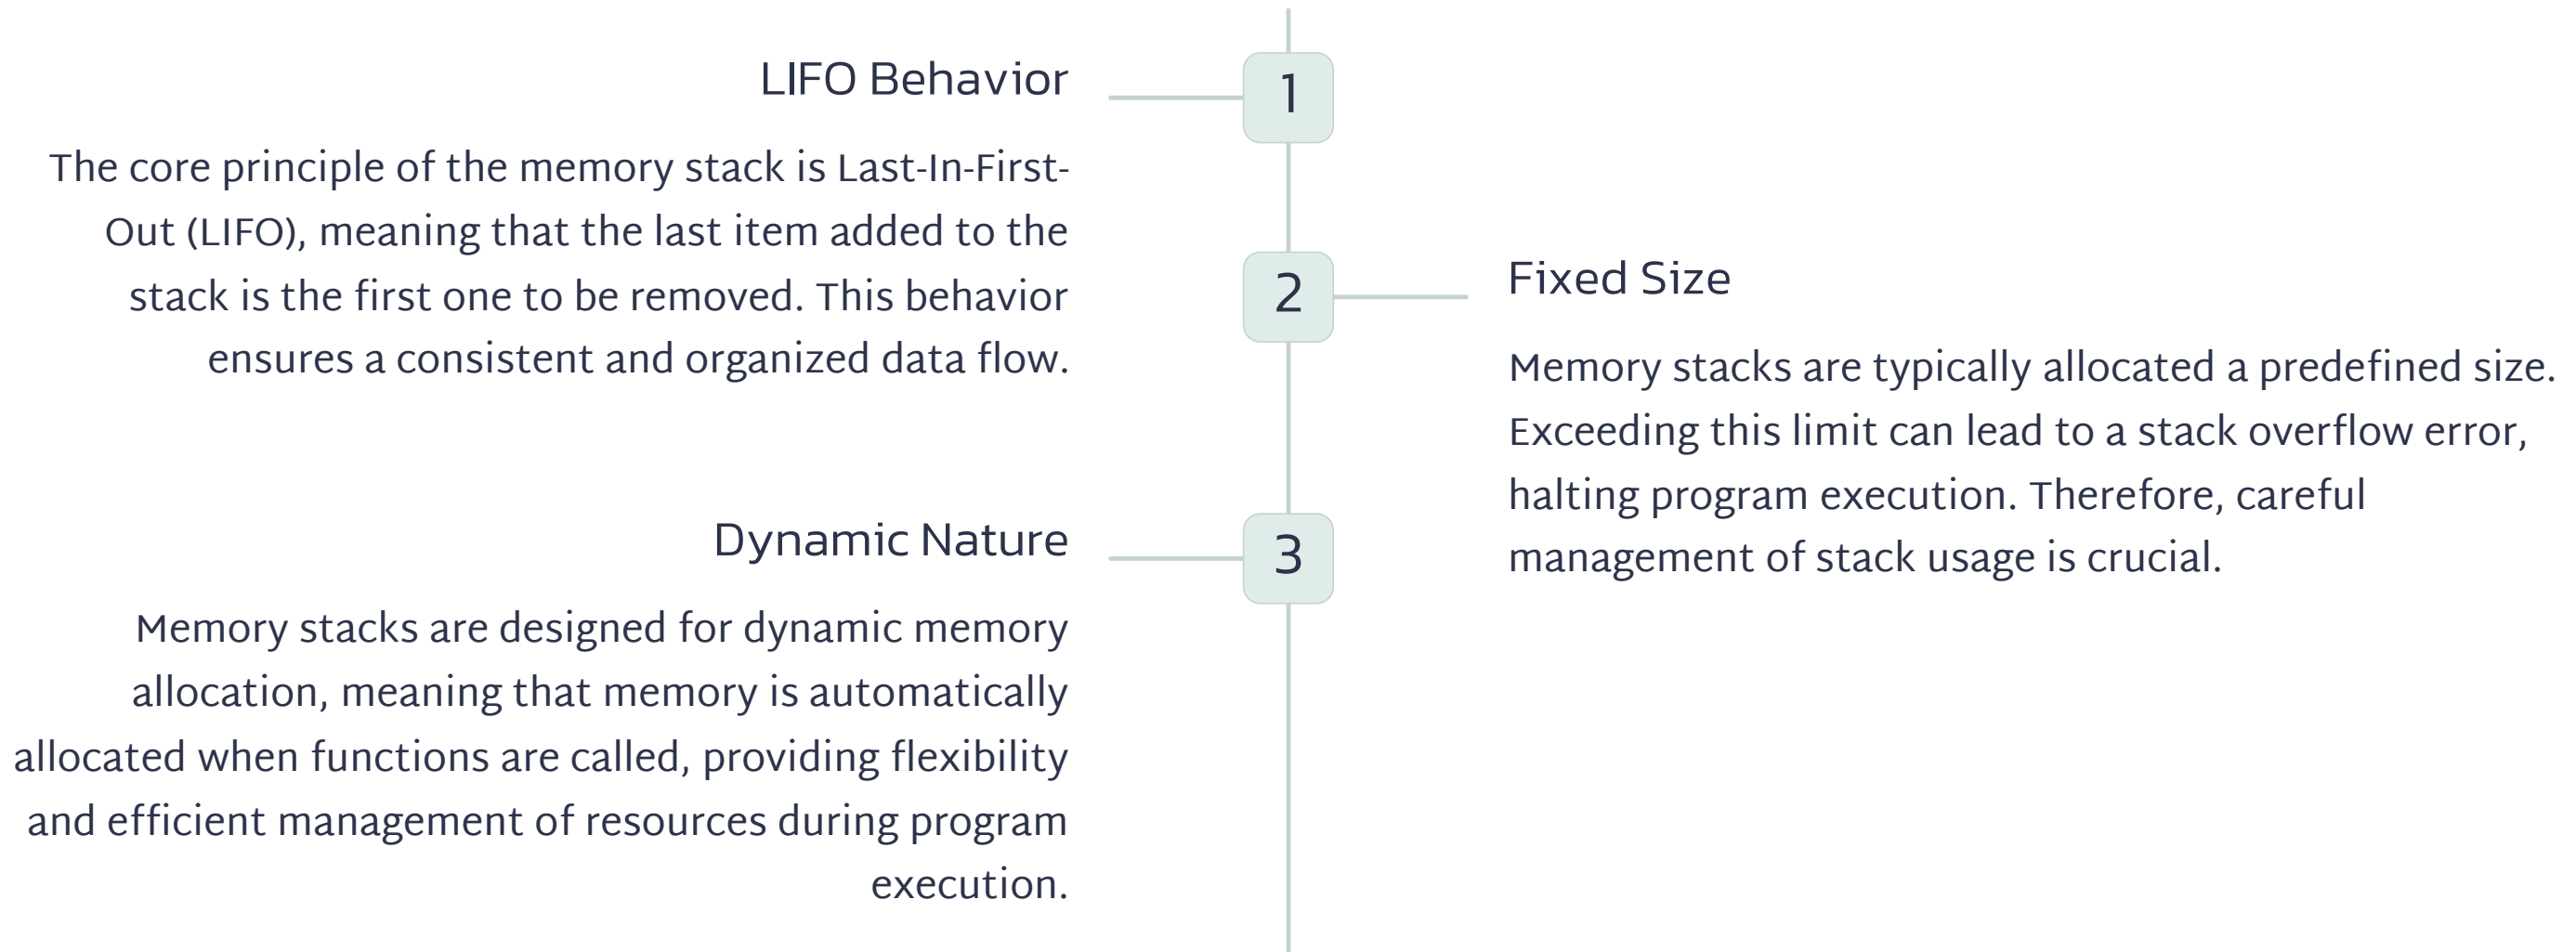 1
LIFO Behavior
The core principle of the memory stack is Last-In-First-
Out (LIFO), meaning that the last item added to the
stack is the first one to be removed. This behavior
ensures a consistent and organized data flow.
2
Fixed Size
Memory stacks are typically allocated a predefined size.
Exceeding this limit can lead to a stack overflow error,
halting program execution. Therefore, careful
management of stack usage is crucial.
3
Dynamic Nature
Memory stacks are designed for dynamic memory
allocation, meaning that memory is automatically
allocated when functions are called, providing flexibility
and efficient management of resources during program
execution.